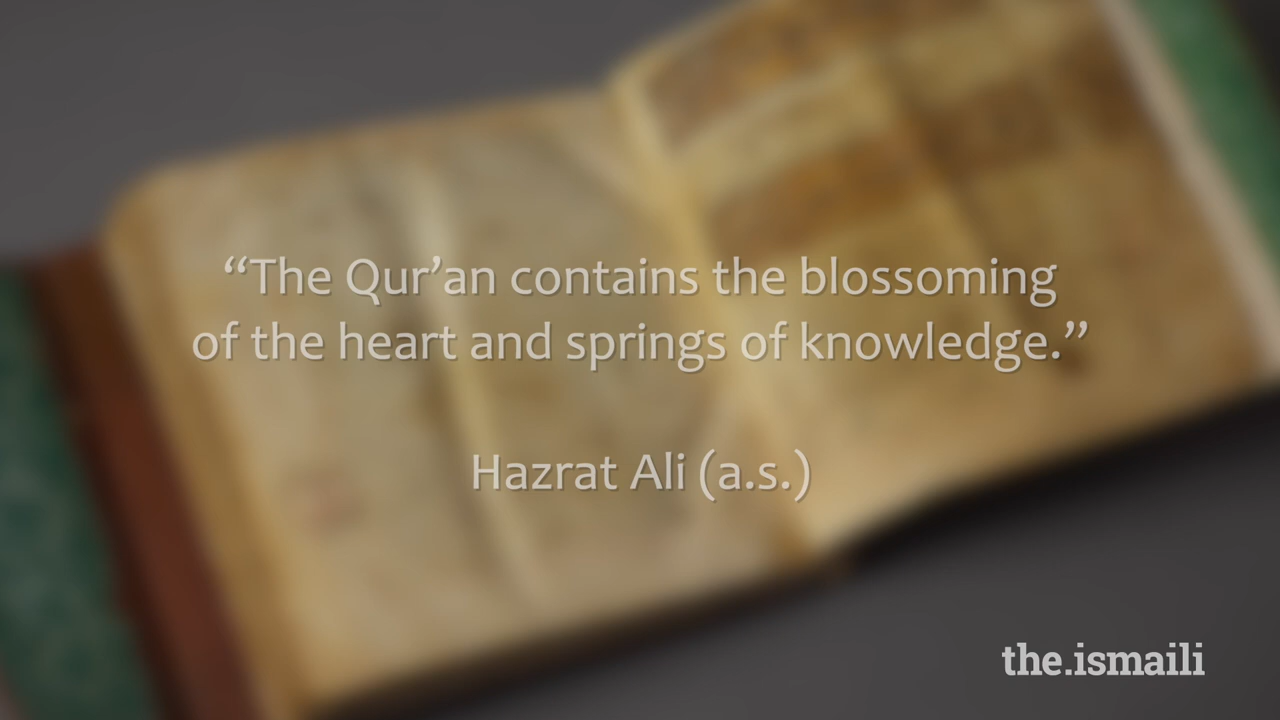 “The Qur’an contains the blossoming
of the heart and springs of knowledge.”
Hazrat Ali (a.s.)
the.ismaili